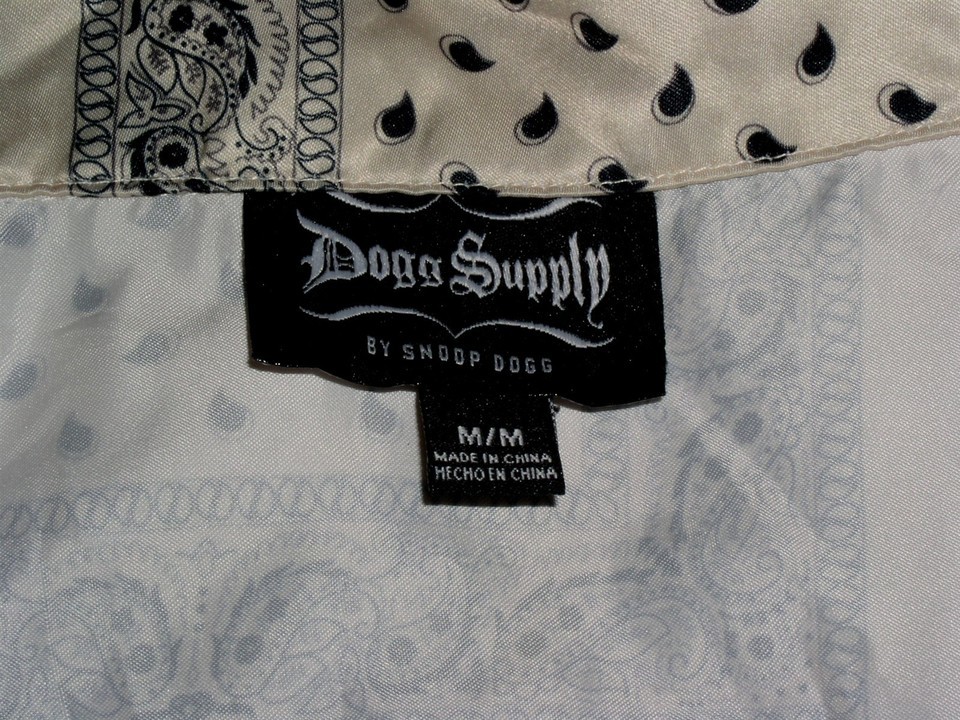 Dogg Supply
BY SNOOP DOGG
M/M
MADE IN CHINA
HECHO EN CHINA